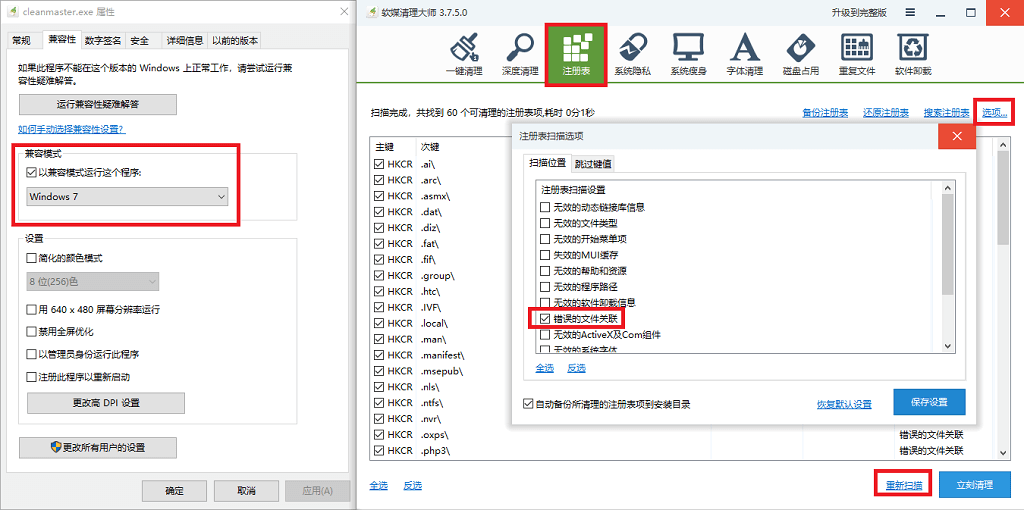 cleanmaster.exe 属性
常规
兼容性
数字签名
安全
详细信息
以前的版本
如果此程序不能在这个版本的 Windows 上正常工作，请尝试运行兼
容性疑难解答。
运行兼容性疑难解答
如何手动选择兼容性设置?
兼容模式
以兼容模式运行这个程序:
Windows 7
设置
简化的颜色模式
8 位(256)色
用 640 x 480 屏幕分辨率运行
禁用全屏优化
以管理员身份运行此程序
注册此程序以重新启动
更改高 DPI 设置
更改所有用户的设置
确定
取消
应用(A)
软媒清理大师 3.7.5.0
升级到完整版
一键清理
深度清理
注册表
系统隐私
系统瘦身
字体清理
磁盘占用
重复文件
软件卸载
扫描完成，共找到 60 个可清理的注册表项,耗时 0分1秒
备份注册表
还原注册表
搜索注册表
选项...
主键
次键
HKCR .ai\
HKCR .arc\
HKCR .asmx\
HKCR .dat\
HKCR .diz\
HKCR .fat\
HKCR .fif\
HKCR .group\
HKCR .htc\
HKCR .IVF\
HKCR .local\
HKCR .man\
HKCR .manifest\
HKCR .msepub\
HKCR .nls\
HKCR .ntfs\
HKCR .nvr\
HKCR .oxps\ 错误的文件关联
HKCR .php3\ 错误的文件关联
注册表扫描选项
扫描位置
跳过键值
注册表扫描设置
无效的动态链接库信息
无效的文件类型
无效的开始菜单项
失效的MUI缓存
无效的帮助和资源
无效的程序路径
无效的软件卸载信息
错误的文件关联
无效的ActiveX及Com组件
无效的系统字体
全选
反选
自动备份所清理的注册表项到安装目录
恢复默认设置
保存设置
全选
反选
重新扫描
立刻清理